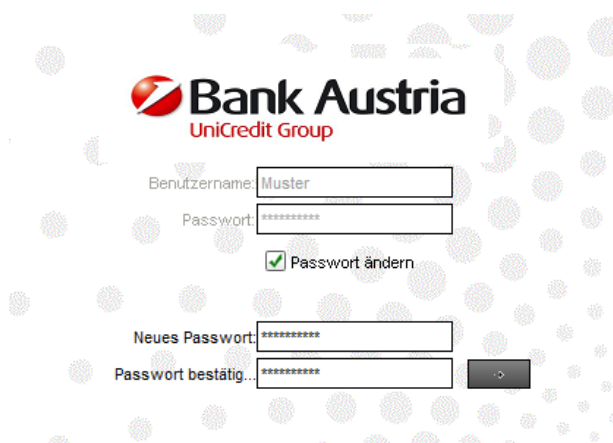 Bank Austria
UniCredit Group
Benutzername: Muster
Passwort: **********
Passwort ändern
Neues Passwort: **********
Passwort bestätig... **********